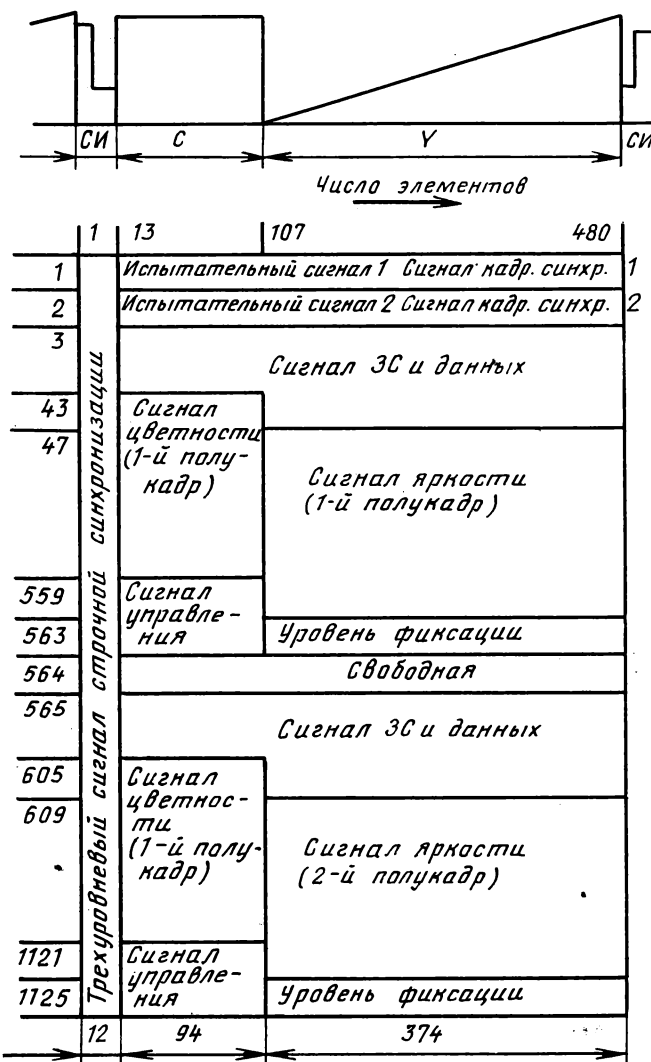 СИ С Y СИ
Число элементов
1 13 107 480
1 Испытательный сигнал 1 Сигнал кадр. синхр. 1
2 Испытательный сигнал 2 Сигнал кадр. синхр. 2
3
Сигнал ЗС и данных
43 Сигнал
цветности
47 (1-й полу-
кадр)
Сигнал яркости
(1-й полукадр)
559 Сигнал
управле-
563 ния Уровень фиксации
564 Свободная
565
Сигнал ЗС и данных
605 Сигнал
цветнос-
609 ти
(1-й полу-
кадр)
Сигнал яркости
(2-й полукадр)
1121 Сигнал
управле-
1125 ния Уровень фиксации
Трехуровневый сигнал строчной синхронизации
12 94 374